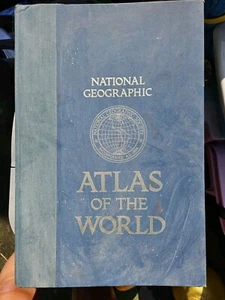 NATIONAL
GEOGRAPHIC
ATLAS
OF THE
WORLD